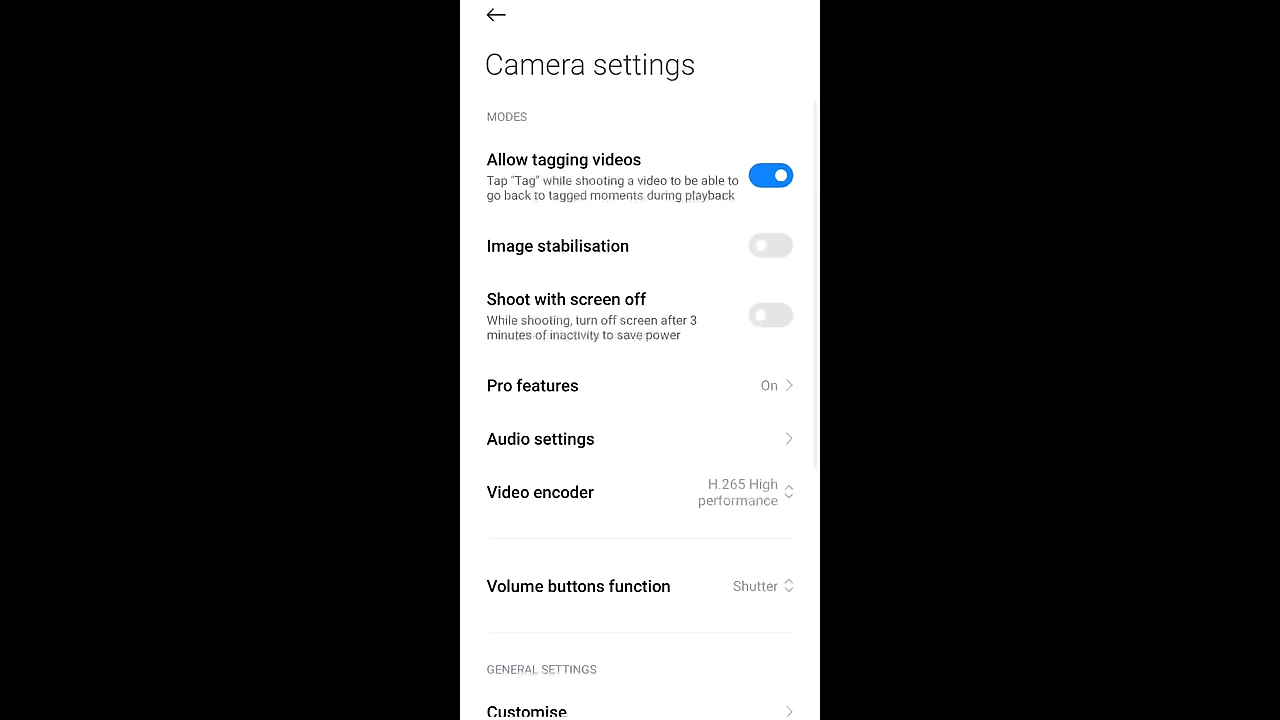 Camera settings
MODES
Allow tagging videos
Tap "Tag" while shooting a video to be able to
go back to tagged moments during playback
Image stabilisation
Shoot with screen off
While shooting, turn off screen after 3
minutes of inactivity to save power
Pro features On
Audio settings
Video encoder H.265 High
performance
Volume buttons function Shutter
GENERAL SETTINGS
Customise